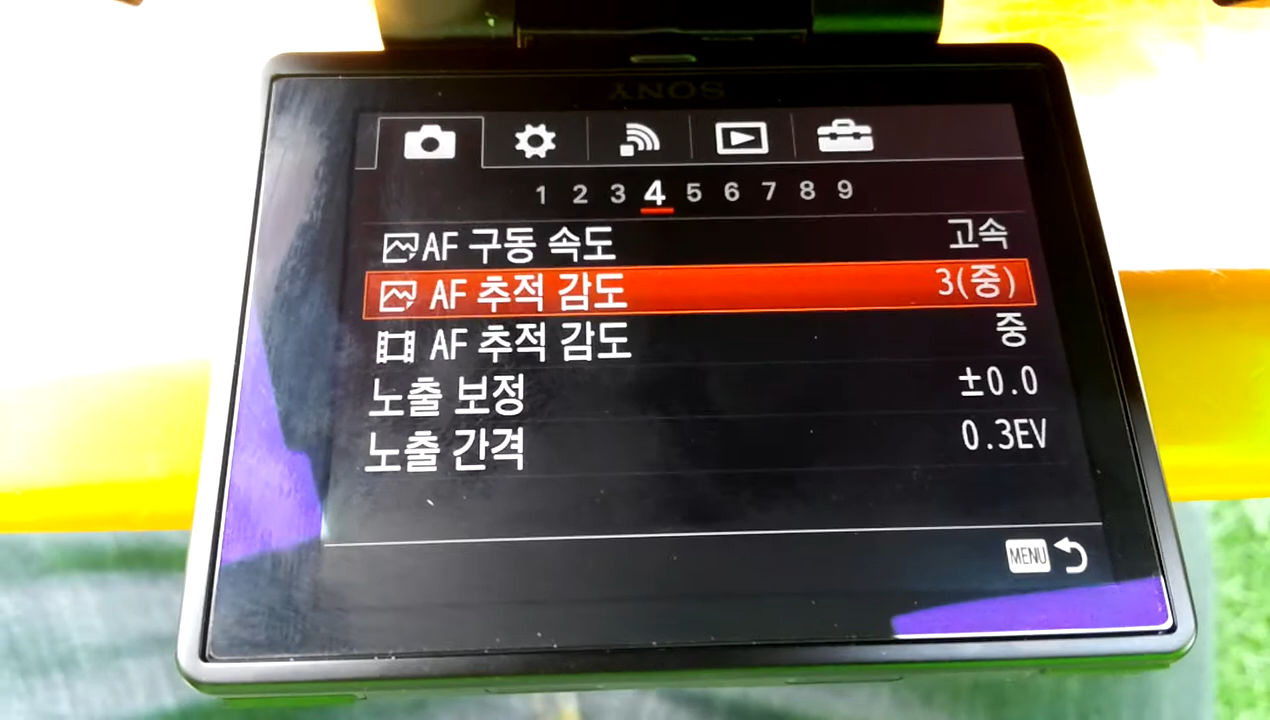 SONY
1 2 3 4 5 6 7 8 9
AF 구동 속도 고속
AF 추적 감도 3(중)
AF 추적 감도 중
노출 보정 ±0.0
노출 간격 0.3EV
MENU